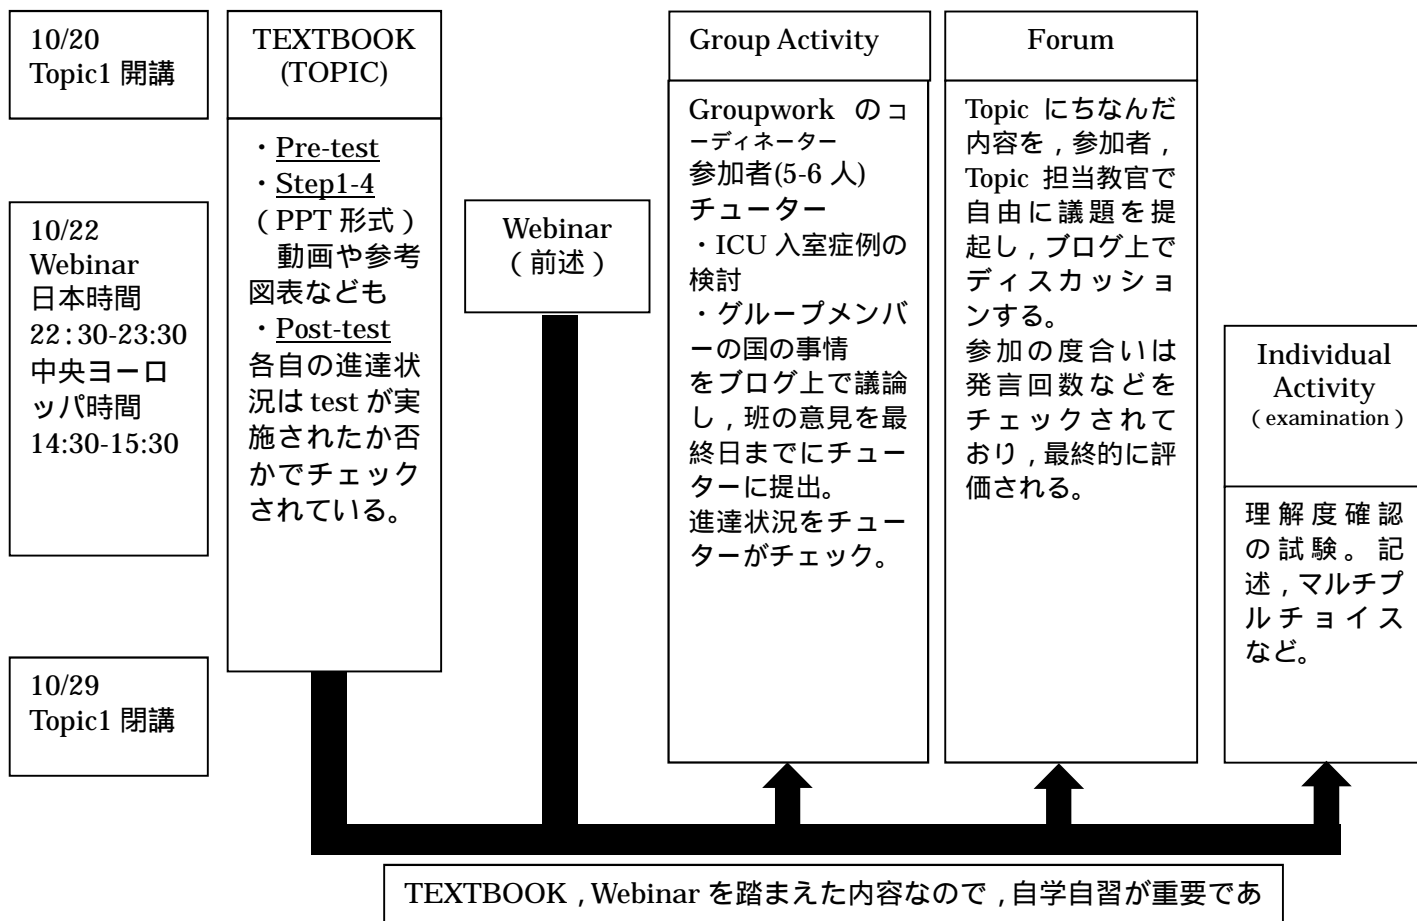 10/20
Topic1 開講
10/22
Webinar
日本時間
22:30-23:30
中央ヨーロ
ッパ時間
14:30-15:30
10/29
Topic1 閉講
TEXTBOOK
(TOPIC)
・Pre-test
・Step1-4
（PPT 形式）
動画や参考
図表なども
・Post-test
各自の進達状
況は test が実
施されたか否
かでチェック
されている。
Webinar
（前述）
Group Activity
Groupwork のコ
ーディネーター
参加者(5-6 人)
チューター
・ICU 入室症例の
検討
・グループメンバ
ーの国の事情
をブログ上で議論
し，班の意見を最
終日までにチュー
ターに提出。
進達状況をチュー
ターがチェック。
Forum
Topic にちなんだ
内容を，参加者，
Topic 担当教官で
自由に議題を提
起し，ブログ上で
ディスカッショ
ンする。
参加の度合いは
発言回数などを
チェックされて
おり，最終的に評
価される。
Individual
Activity
（examination）
理解度確認
の試験。記
述，マルチプ
ルチョイス
など。
TEXTBOOK，Webinar を踏まえた内容なので，自学自習が重要であ